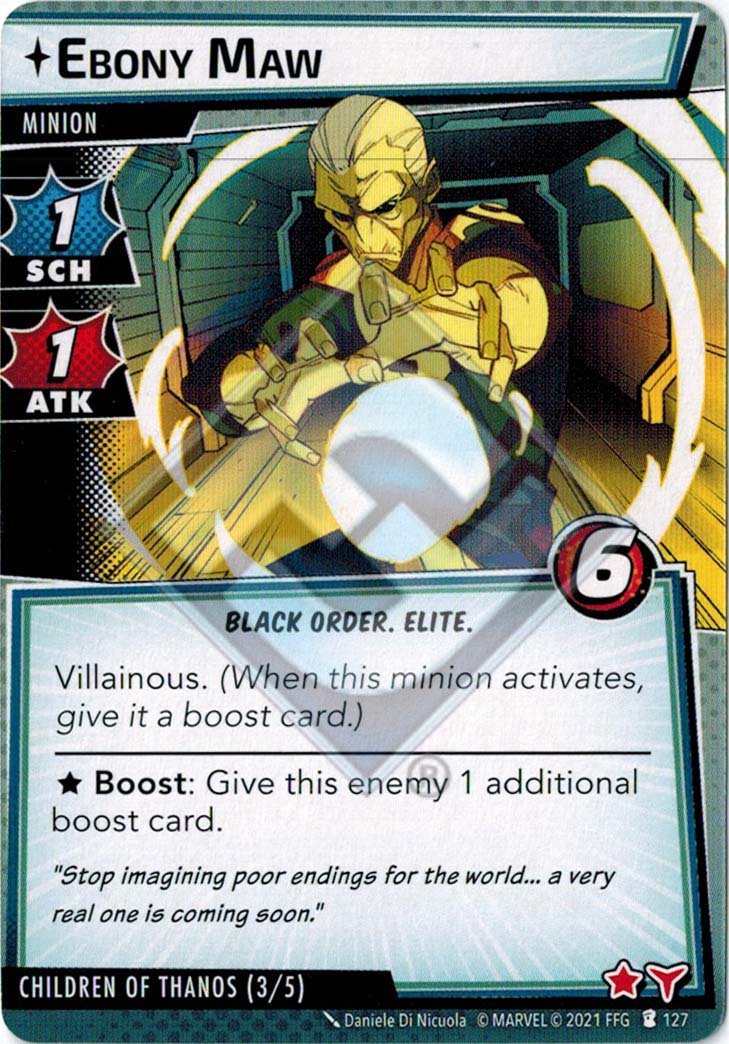 Ebony Maw
MINION
1
SCH
1
ATK
6
BLACK ORDER. ELITE.
Villainous. (When this minion activates,
give it a boost card.)
★ Boost: Give this enemy 1 additional
boost card.
"Stop imagining poor endings for the world... a very
real one is coming soon."
CHILDREN OF THANOS (3/5)
Daniele Di Nicuola © MARVEL © 2021 FFG 127
®